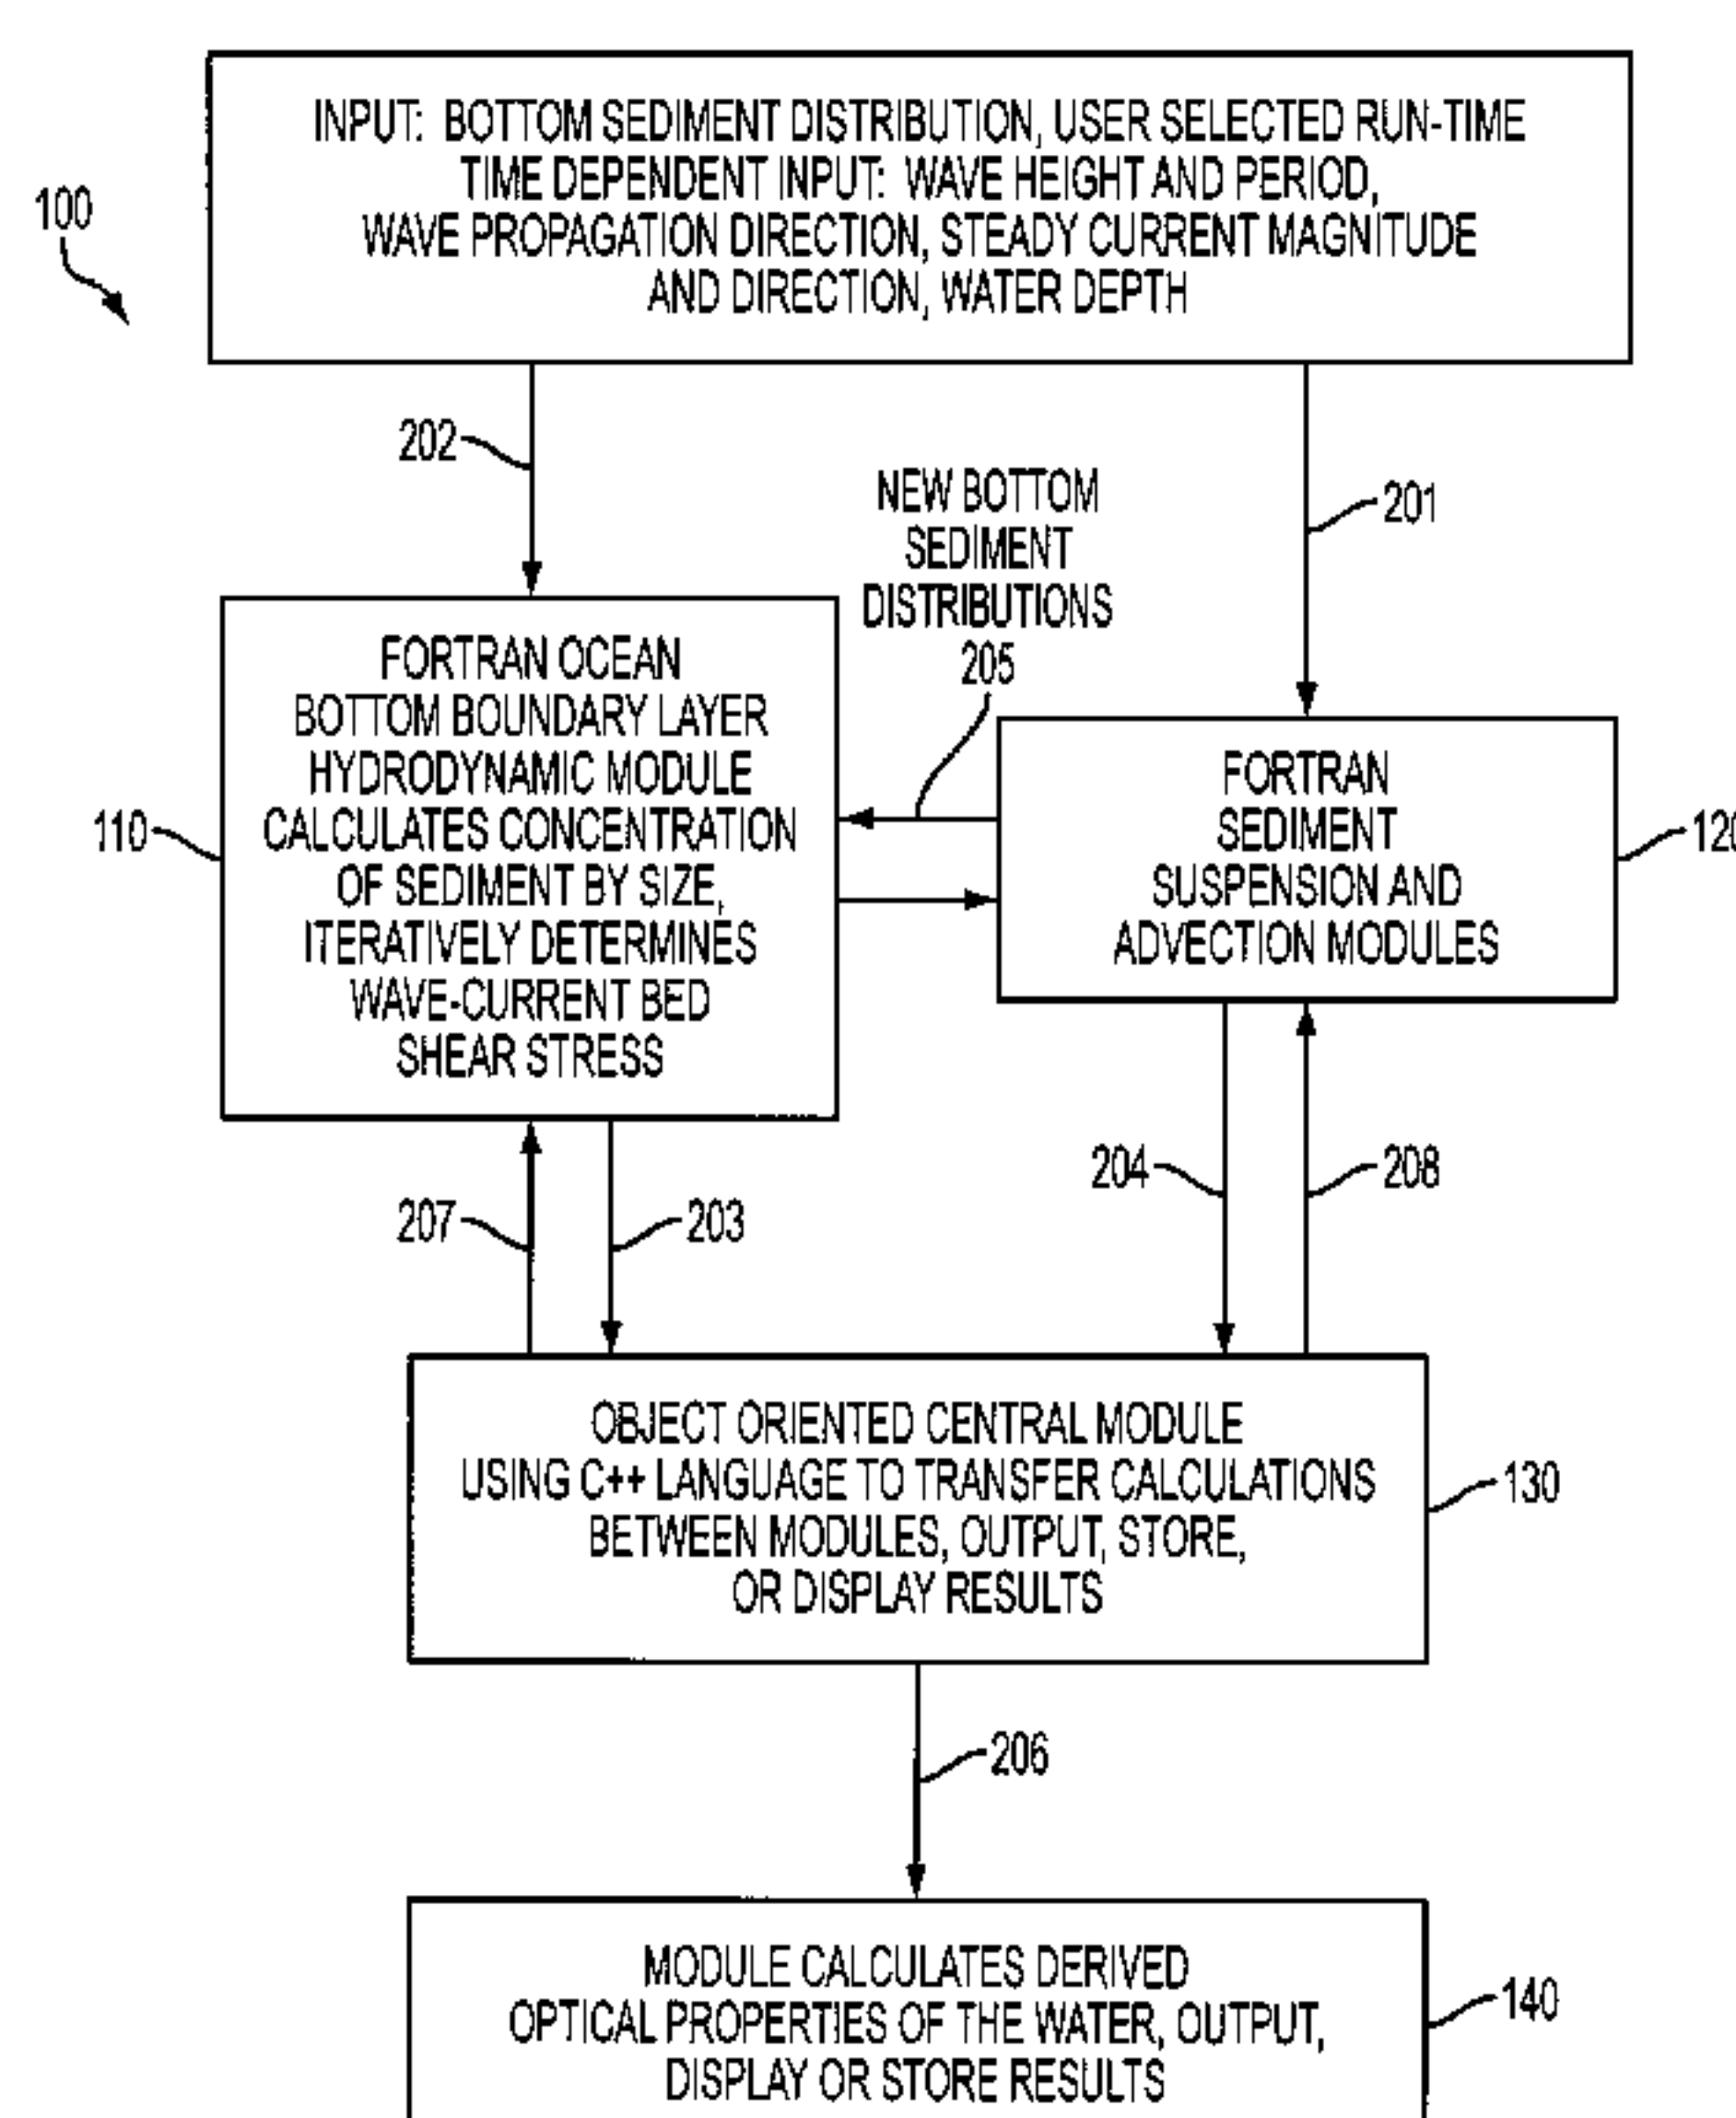 INPUT: BOTTOM SEDIMENT DISTRIBUTION, USER SELECTED RUN-TIME
TIME DEPENDENT INPUT: WAVE HEIGHT AND PERIOD,
WAVE PROPAGATION DIRECTION, STEADY CURRENT MAGNITUDE
AND DIRECTION, WATER DEPTH
100
202
201
NEW BOTTOM
SEDIMENT
DISTRIBUTIONS
205
FORTRAN OCEAN
BOTTOM BOUNDARY LAYER
HYDRODYNAMIC MODULE
CALCULATES CONCENTRATION
OF SEDIMENT BY SIZE,
ITERATIVELY DETERMINES
WAVE-CURRENT BED
SHEAR STRESS
110
FORTRAN
SEDIMENT
SUSPENSION AND
ADVECTION MODULES
120
207
203
204
208
OBJECT ORIENTED CENTRAL MODULE
USING C++ LANGUAGE TO TRANSFER CALCULATIONS
BETWEEN MODULES, OUTPUT, STORE,
OR DISPLAY RESULTS
130
206
MODULE CALCULATES DERIVED
OPTICAL PROPERTIES OF THE WATER, OUTPUT,
DISPLAY OR STORE RESULTS
140